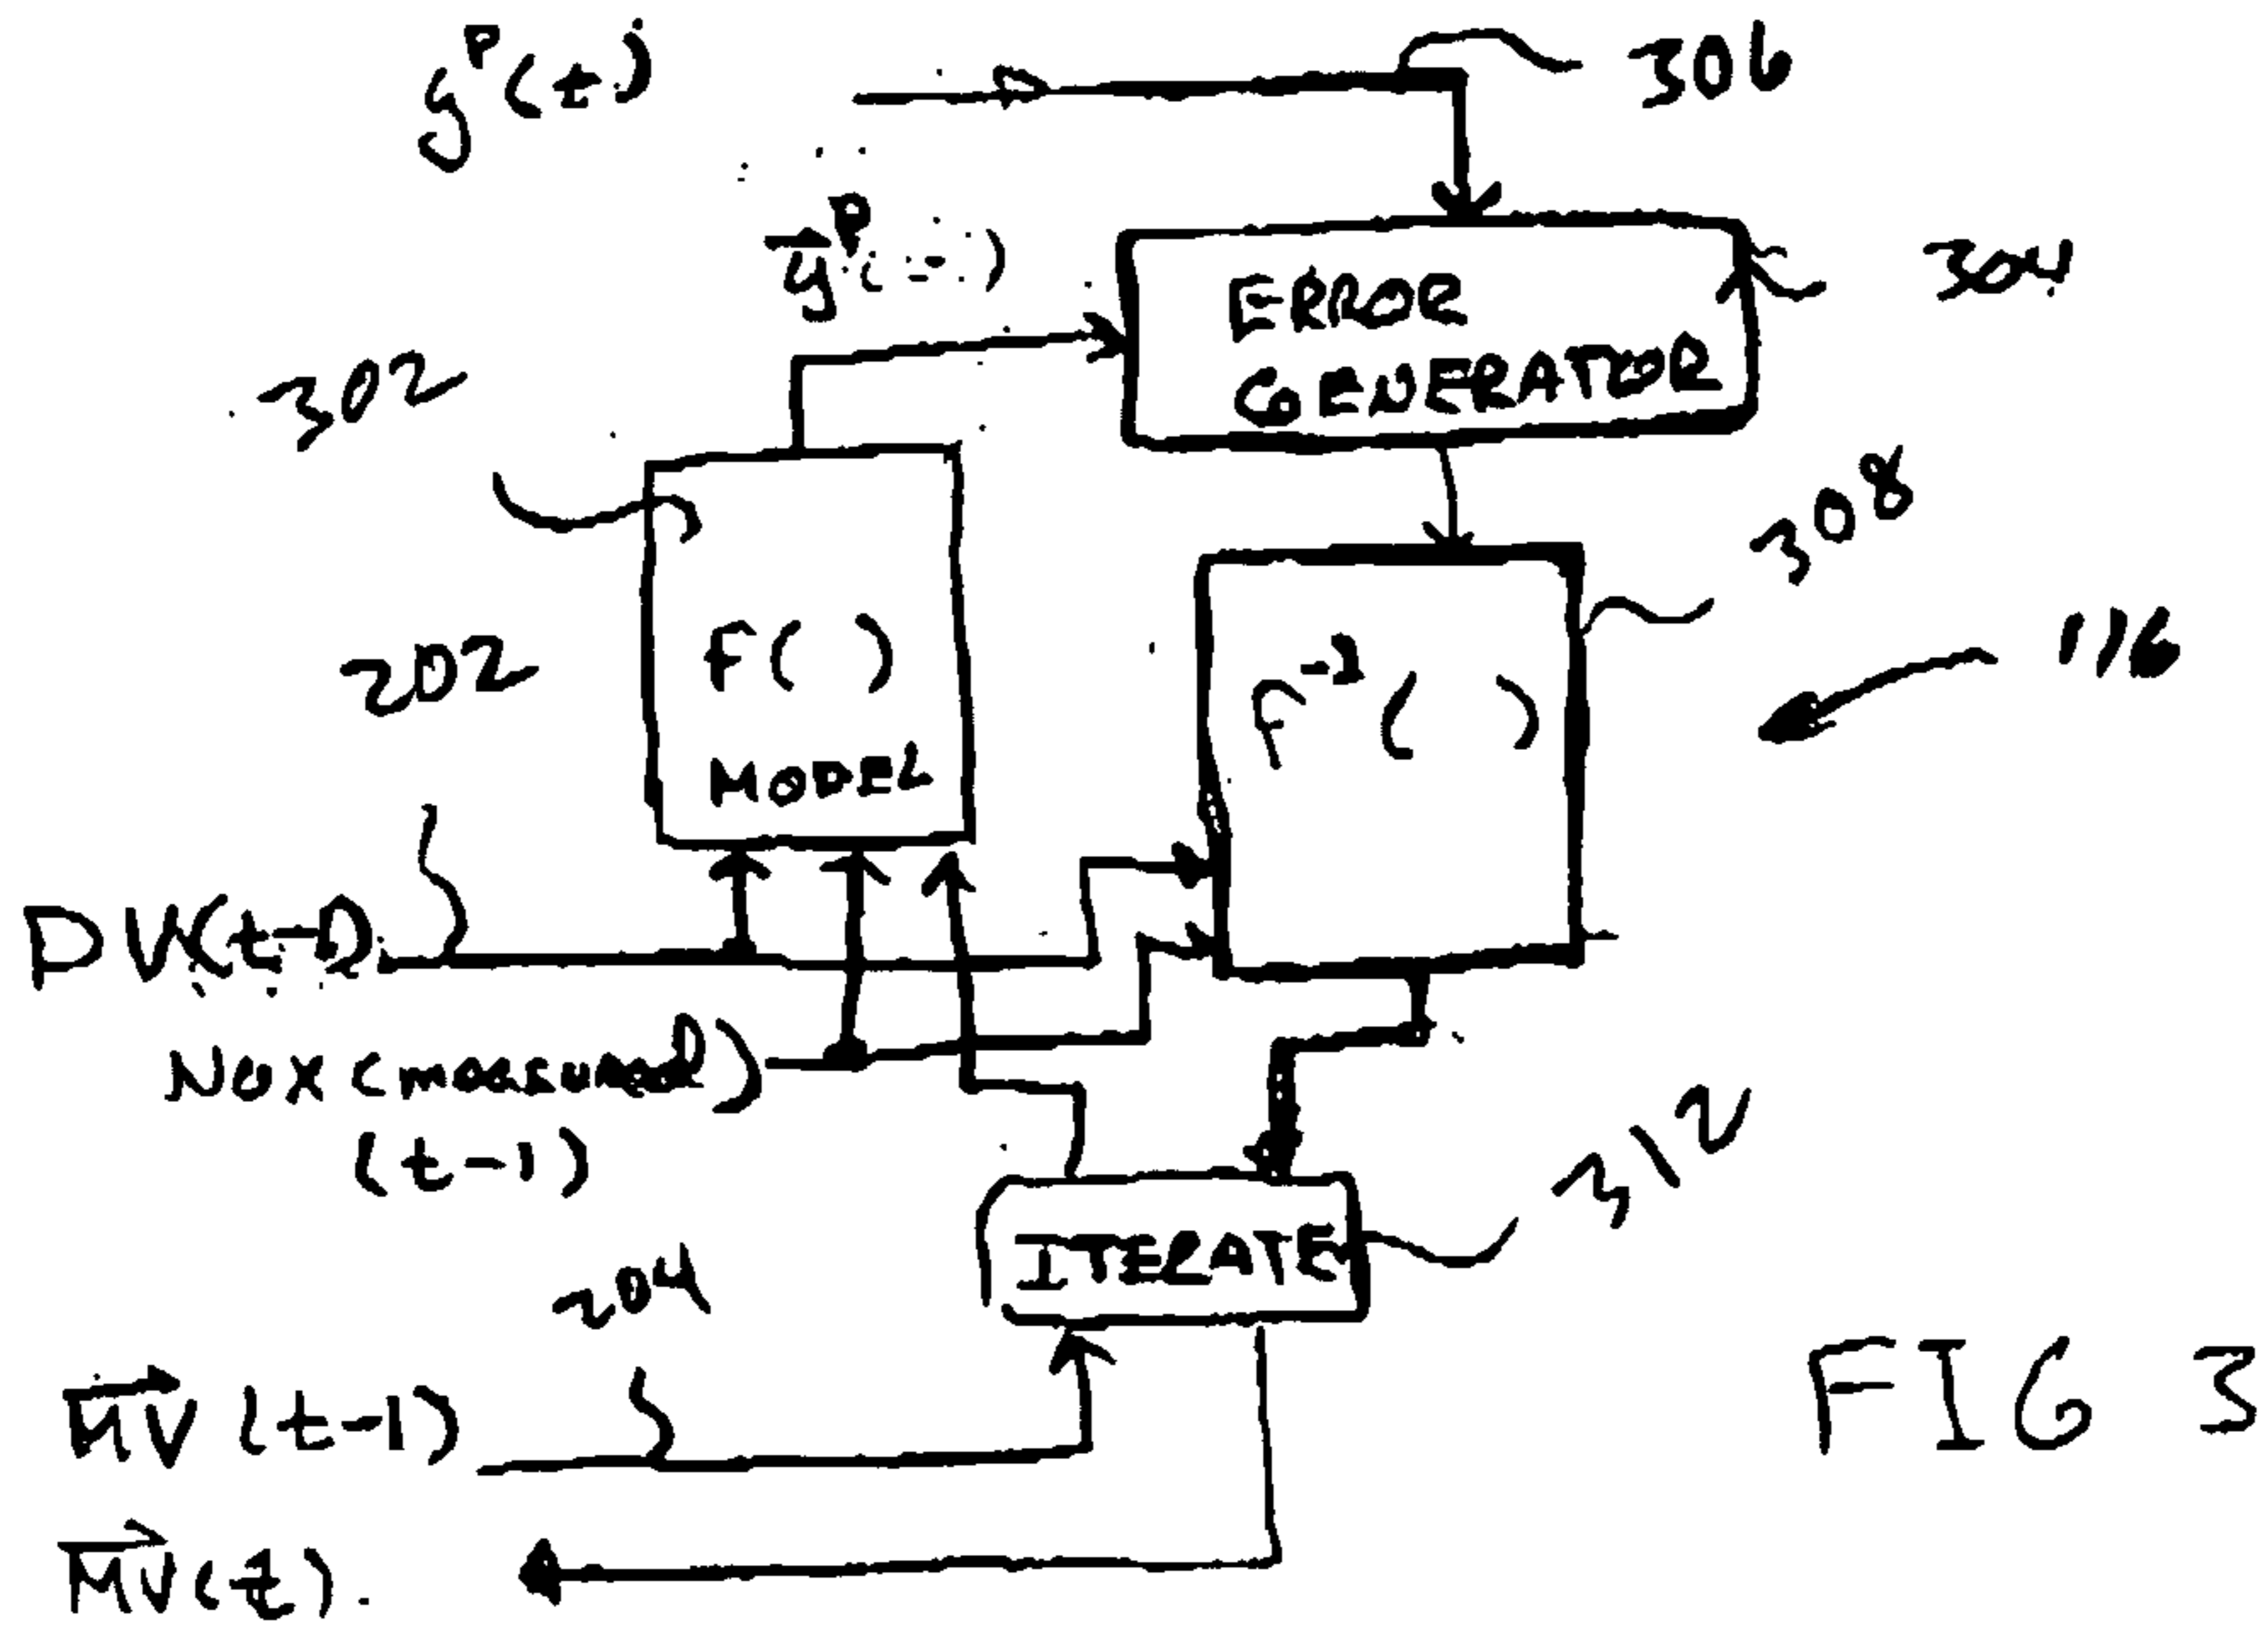 y^P(t)
306
304
ERROR
GENERATOR
302
308
202
F( )
MODEL
F^-1( )
116
DV(t-1)
NOX (measured)
(t-1)
312
ITERATE
204
MV(t-1)
FIG 3
MV(t).